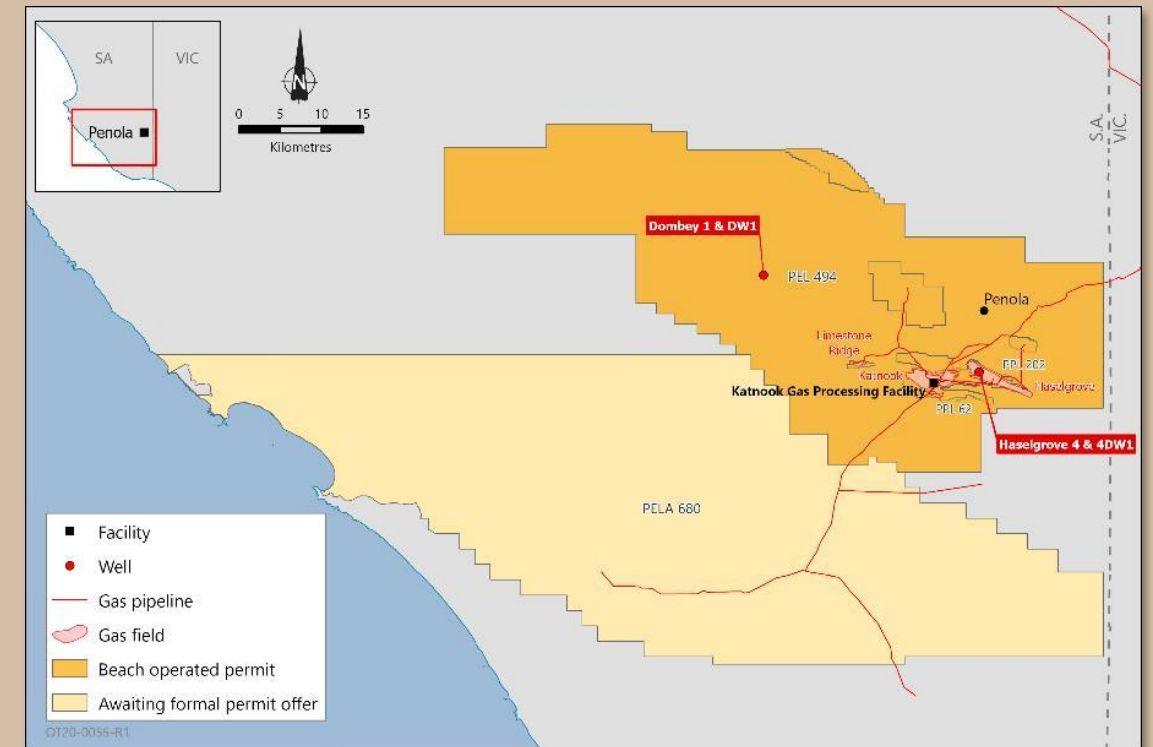 SA
VIC
Penola
N
0 5 10 15
Kilometres
S.A.
VIC.
Dombey 1 & DW1
PEL 494
Penola
Limestone
Ridge
PPL 202
Katnook
Haselgrove
Katnook Gas Processing Facility
PPL 62
Haselgrove 4 & 4DW1
PELA 680
Facility
Well
Gas pipeline
Gas field
Beach operated permit
Awaiting formal permit offer
OT20-0055-R1